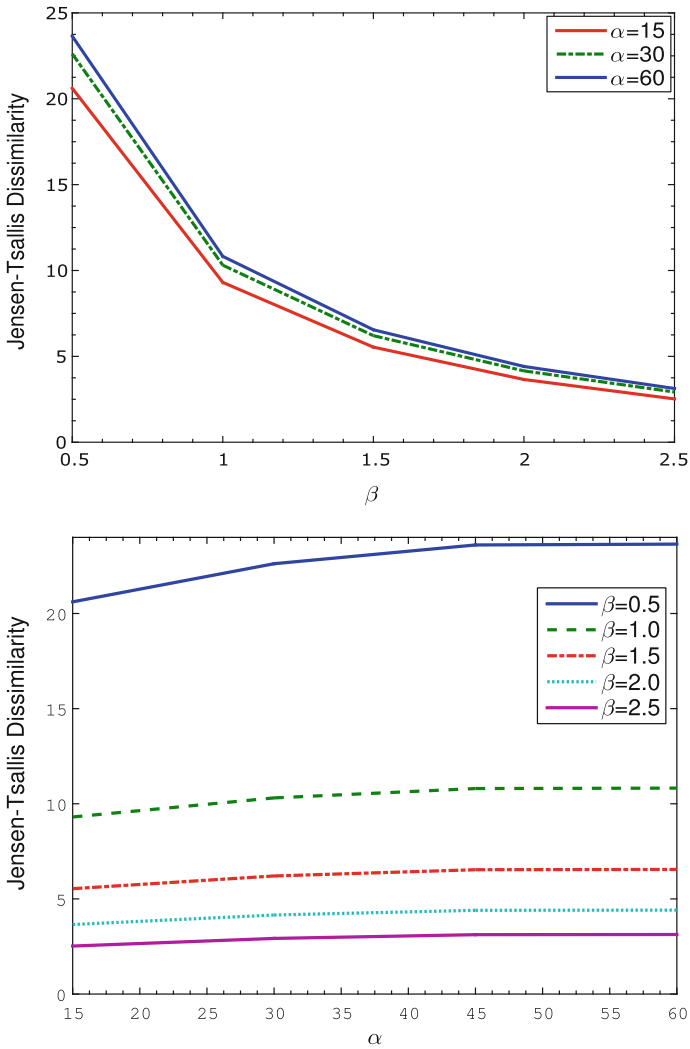 25
20
15
10
5
0
Jensen-Tsallis Dissimilarity
α=15
α=30
α=60
0.5 1 1.5 2 2.5
β
20
15
10
5
0
Jensen-Tsallis Dissimilarity
β=0.5
β=1.0
β=1.5
β=2.0
β=2.5
15 20 25 30 35 40 45 50 55 60
α